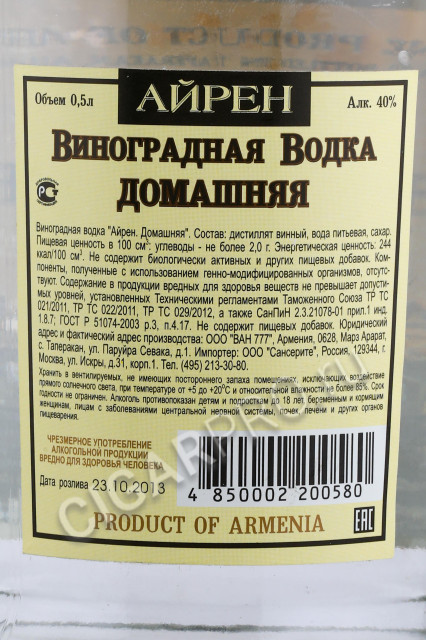 PRODUCT OF
АЙРЕН
Объем 0,5л
Алк. 40%
Виноградная Водка
домашняя
Виноградная водка "Айрен. Домашняя". Состав: дистиллят винный, вода питьевая, сахар.
Пищевая ценность в 100 см³: углеводы - не более 2,0 г. Энергетическая ценность: 244
ккал/100 см³. Не содержит биологически активных и других пищевых добавок. Ком-
поненты, полученные с использованием генно-модифицированных организмов, отсутс-
твуют. Содержание в продукции вредных для здоровья веществ не превышает допусти-
мых уровней, установленных Техническими регламентами Таможенного Союза ТР ТС
021/2011, ТР ТС 022/2011, ТР ТС 029/2012, а также СанПиН 2.3.21078-01 прил.1 инд.
1.8.7; ГОСТ Р 51074-2003 р.3, п.4.17. Не содержит пищевых добавок. Юридический
адрес и фактический адрес производства: ООО "ВАН 777", Армения, 0628, Марз Арарат,
с. Таперакан, ул. Паруйра Севака, д.1. Импортер: ООО "Сансерите", Россия, 129344, г.
Москва, ул. Искры, д.31, корп.1. Тел. (495) 213-30-80.
Хранить в вентилируемых, не имеющих постороннего запаха помещениях, исключающих воздействие
прямого солнечного света, при температуре от +5 до +20°С и относительной влажности не более 85%. Срок
годности не ограничен. Алкоголь противопоказан детям и подросткам до 18 лет, беременным и кормящим
женщинам, лицам с заболеваниями центральной нервной системы, почек, печени и других органов
пищеварения.
ЧРЕЗМЕРНОЕ УПОТРЕБЛЕНИЕ
АЛКОГОЛЬНОЙ ПРОДУКЦИИ
ВРЕДНО ДЛЯ ЗДОРОВЬЯ ЧЕЛОВЕКА
Дата розлива 23.10.2013
4 850002 200580
PRODUCT OF ARMENIA
EAC
CIGARPRO.RU